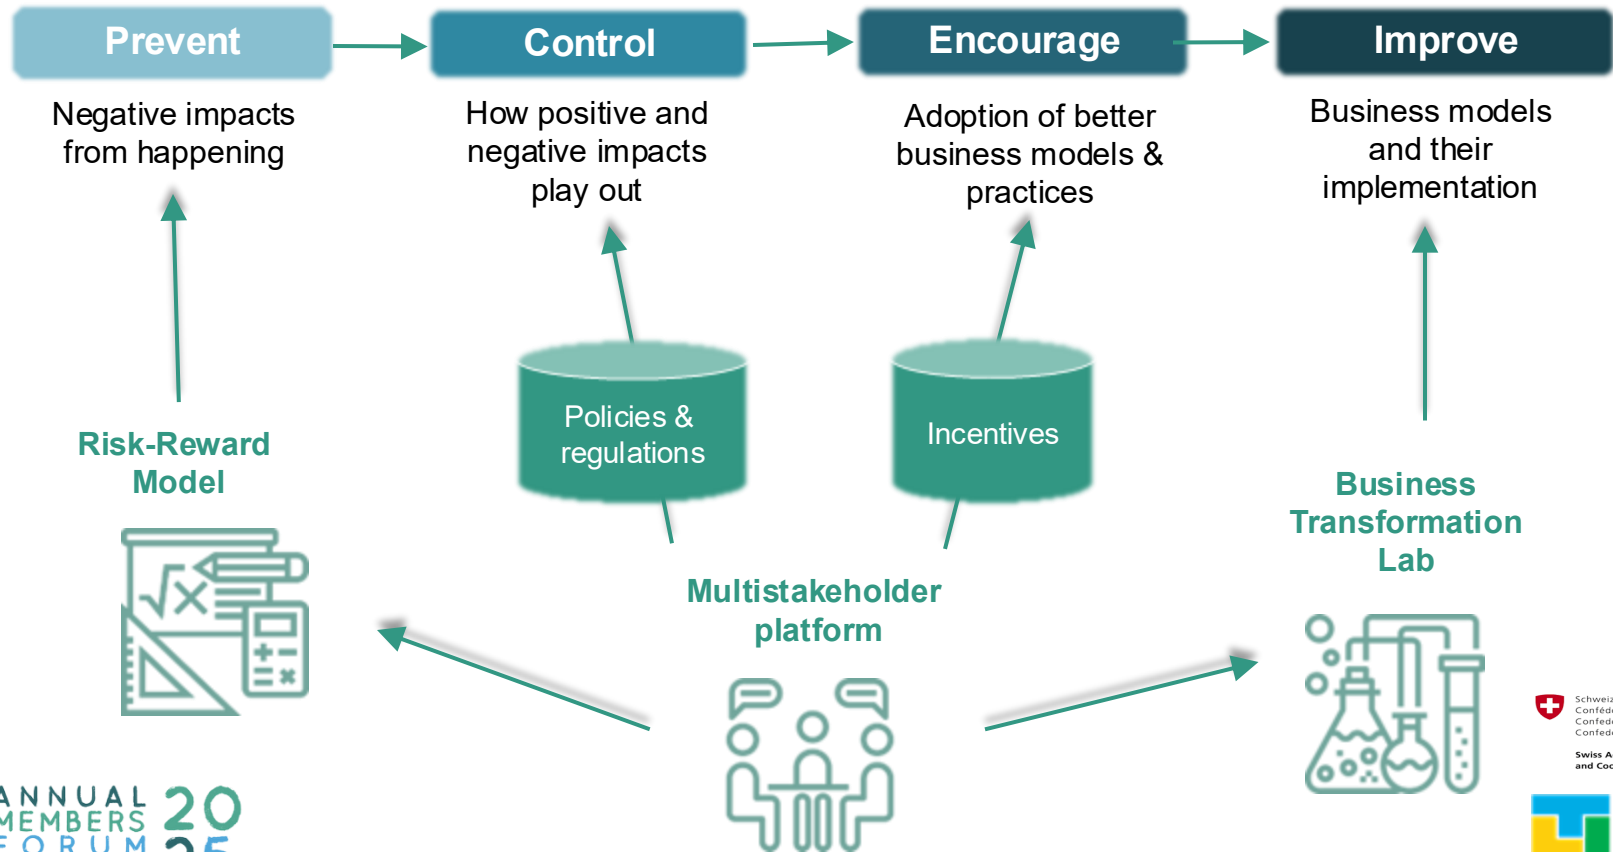 Prevent
Control
Encourage
Improve
Negative impacts
from happening
How positive and
negative impacts
play out
Adoption of better
business models &
practices
Business models
and their
implementation
Policies &
regulations
Incentives
Risk-Reward
Model
Business
Transformation
Lab
Multistakeholder
platform
ANNUAL
MEMBERS
FORUM
20
25
Swiss